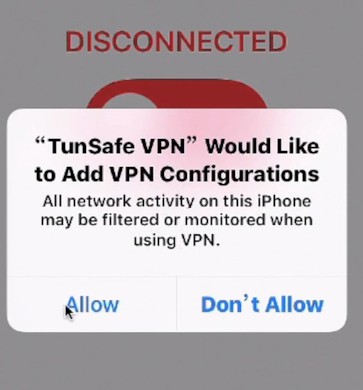 DISCONNECTED
“TunSafe VPN” Would Like
to Add VPN Configurations
All network activity on this iPhone
may be filtered or monitored when
using VPN.
Allow
Don’t Allow